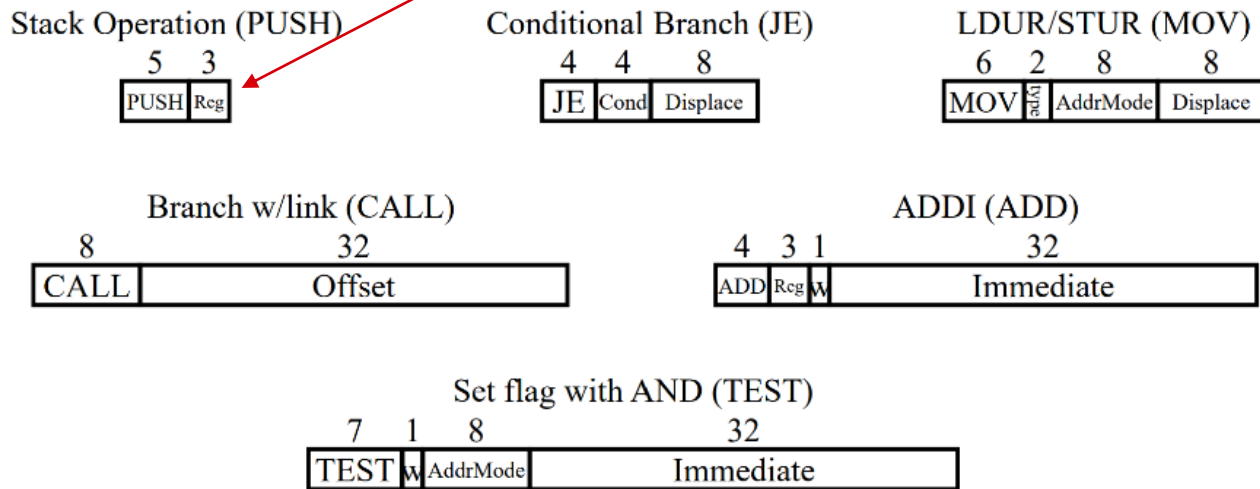 Stack Operation (PUSH)
5 3
PUSH Reg
Conditional Branch (JE)
4 4 8
JE Cond Displace
LDUR/STUR (MOV)
6 2 8 8
MOV type AddrMode Displace
Branch w/link (CALL)
8 32
CALL Offset
ADDI (ADD)
4 3 1 32
ADD Reg w Immediate
Set flag with AND (TEST)
7 1 8 32
TEST w AddrMode Immediate